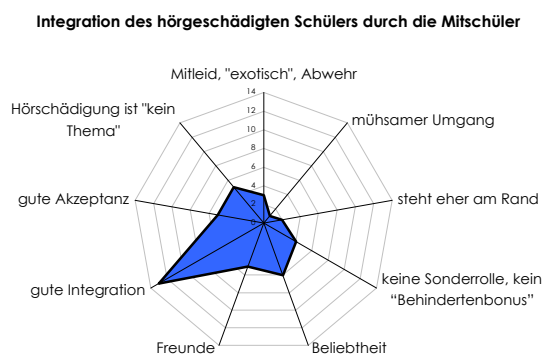 Integration des hörgeschädigten Schülers durch die Mitschüler
Mitleid, "exotisch", Abwehr
14
12
10
8
6
4
2
0
Hörschädigung ist "kein
Thema"
mühsamer Umgang
gute Akzeptanz
steht eher am Rand
gute Integration
keine Sonderrolle, kein
“Behindertenbonus”
Freunde
Beliebtheit